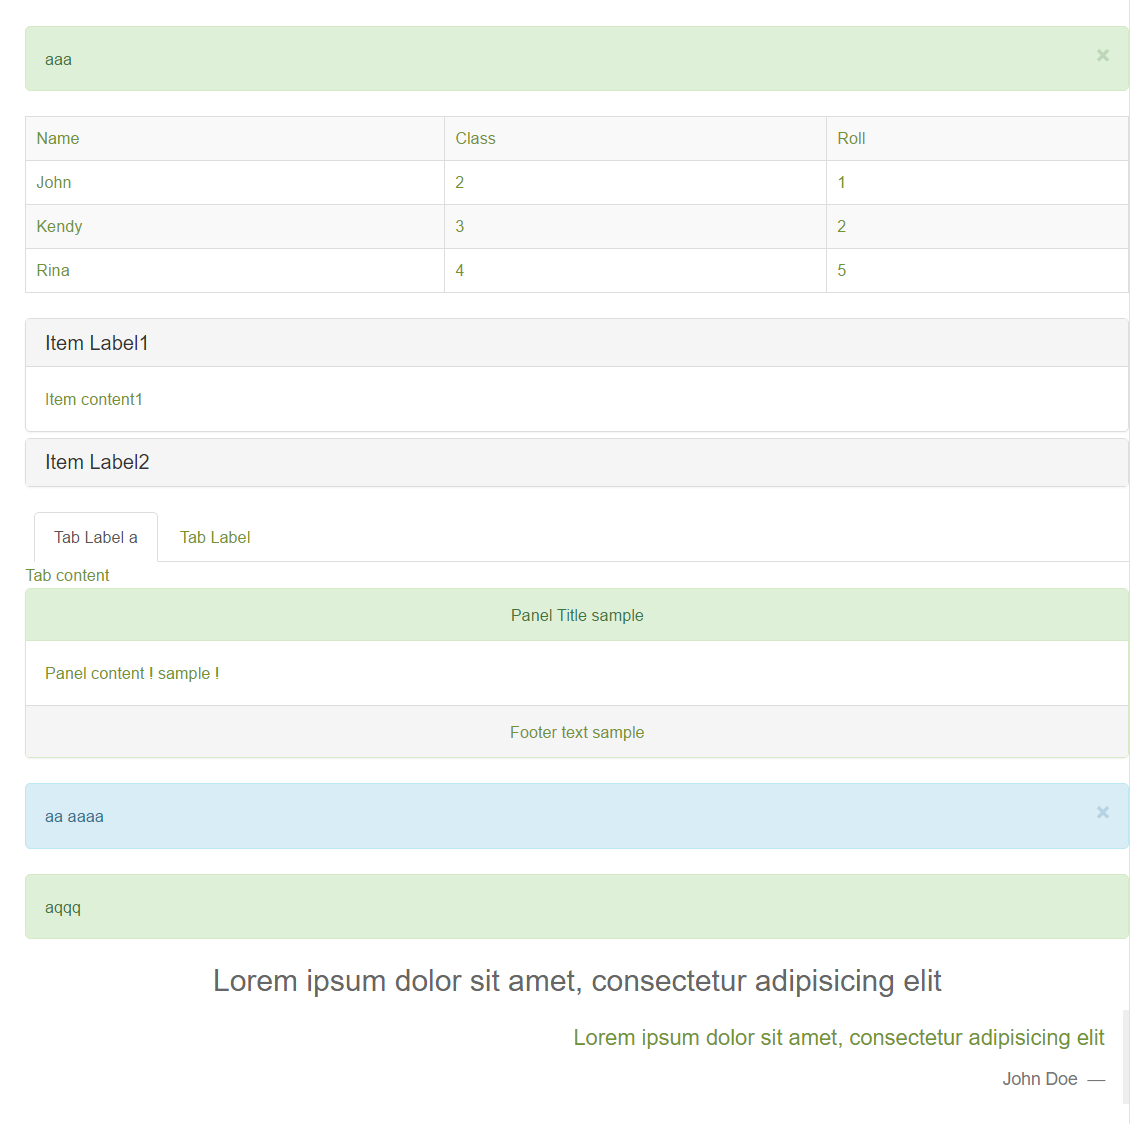 aaa ×
Name Class Roll
John 2 1
Kendy 3 2
Rina 4 5
Item Label1
Item content1
Item Label2
Tab Label a Tab Label
Tab content
Panel Title sample
Panel content ! sample !
Footer text sample
aa aaaa ×
aqqq
Lorem ipsum dolor sit amet, consectetur adipisicing elit
Lorem ipsum dolor sit amet, consectetur adipisicing elit
John Doe —